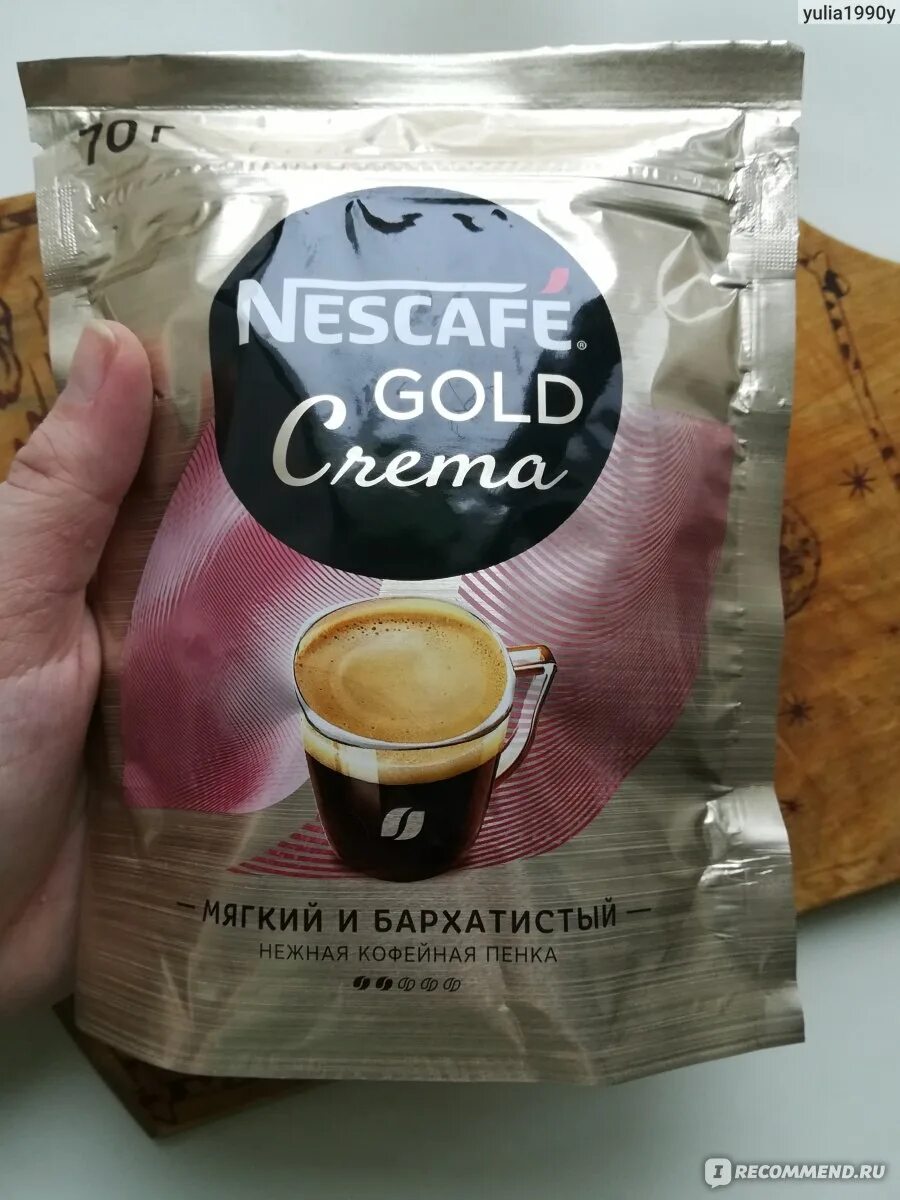 yulia1990y
70 г
NESCAFÉ®
GOLD
Crema
МЯГКИЙ И БАРХАТИСТЫЙ
НЕЖНАЯ КОФЕЙНАЯ ПЕНКА
I RECOMMEND.RU